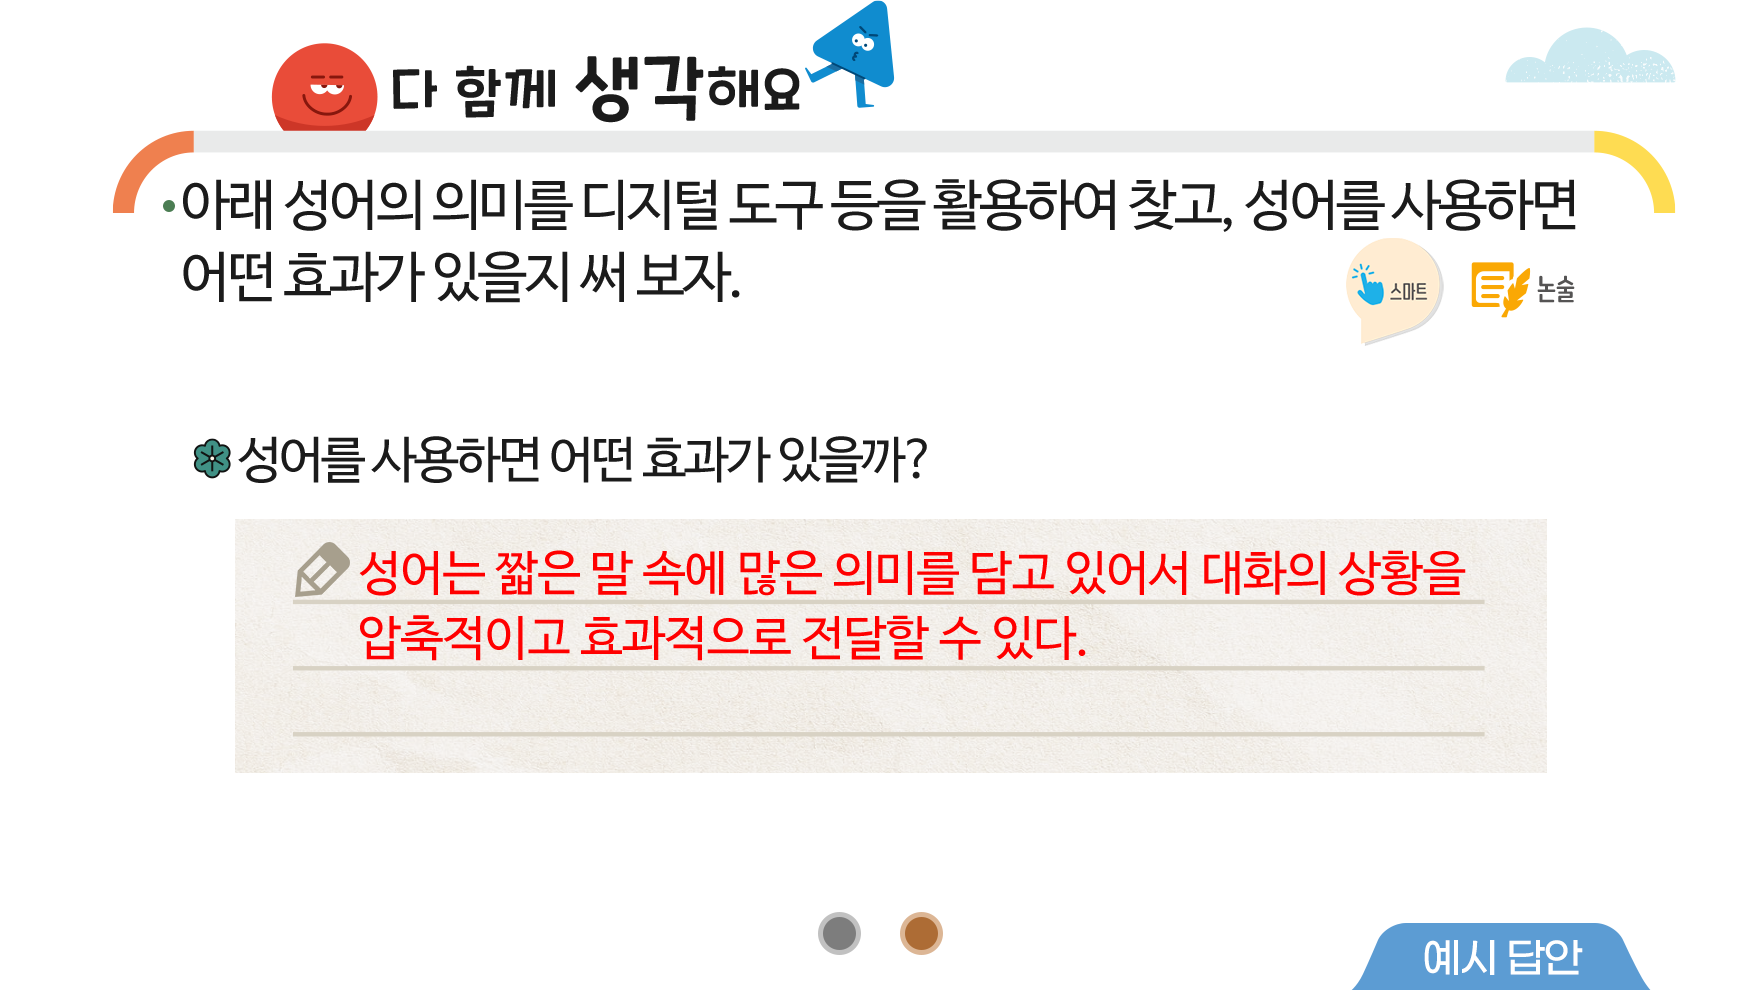 다 함께 생각해요
아래 성어의 의미를 디지털 도구 등을 활용하여 찾고, 성어를 사용하면
어떤 효과가 있을지 써 보자.
스마트
논술
성어를 사용하면 어떤 효과가 있을까?
성어는 짧은 말 속에 많은 의미를 담고 있어서 대화의 상황을
압축적이고 효과적으로 전달할 수 있다.
예시 답안